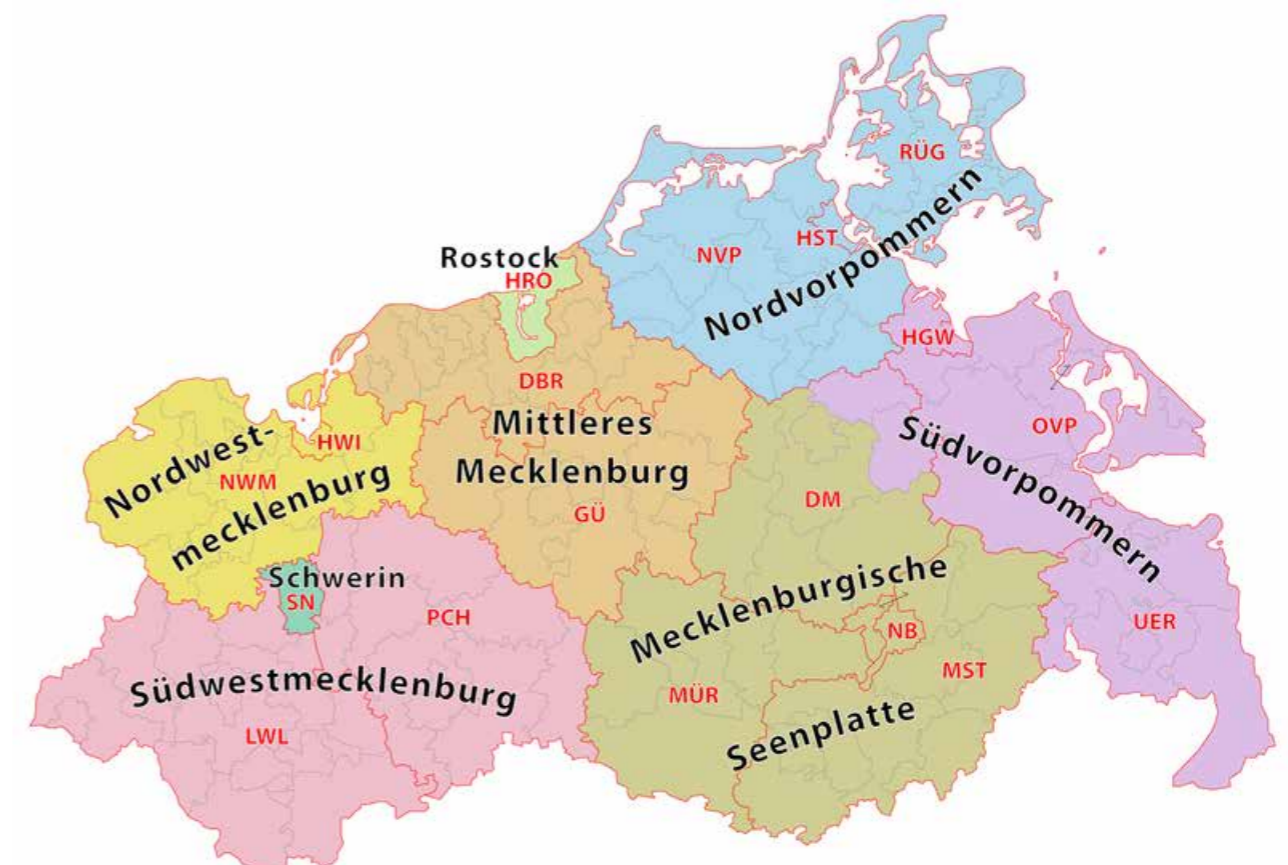 RÜG
HST
NVP
Nordvorpommern
Rostock
HRO
HGW
DBR
Mittleres
Mecklenburg
GÜ
OVP
Südvorpommern
UER
HWI
NWM
Nordwest-
mecklenburg
DM
Mecklenburgische
Seenplatte
NB
MST
MÜR
Schwerin
SN
PCH
Südwestmecklenburg
LWL